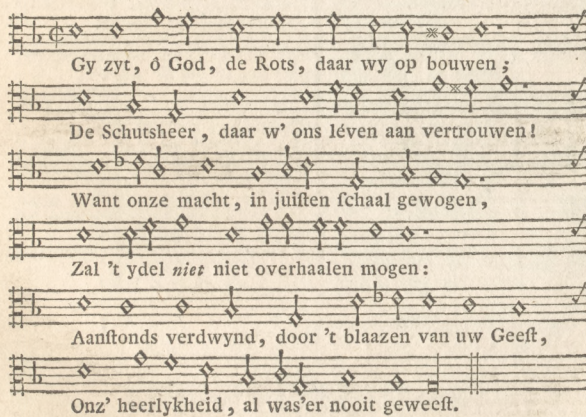 Gy zyt, ô God, de Rots, daar wy op bouwen;
De Schutsheer, daar w' ons léven aan vertrouwen!
Want onze macht, in juiſten ſchaal gewogen,
Zal 't ydel niet niet overhaalen mogen:
Aanſtonds verdwynd, door 't blaazen van uw Geeſt,
Onz' heerlykheid, al was'er nooit geweeſt.